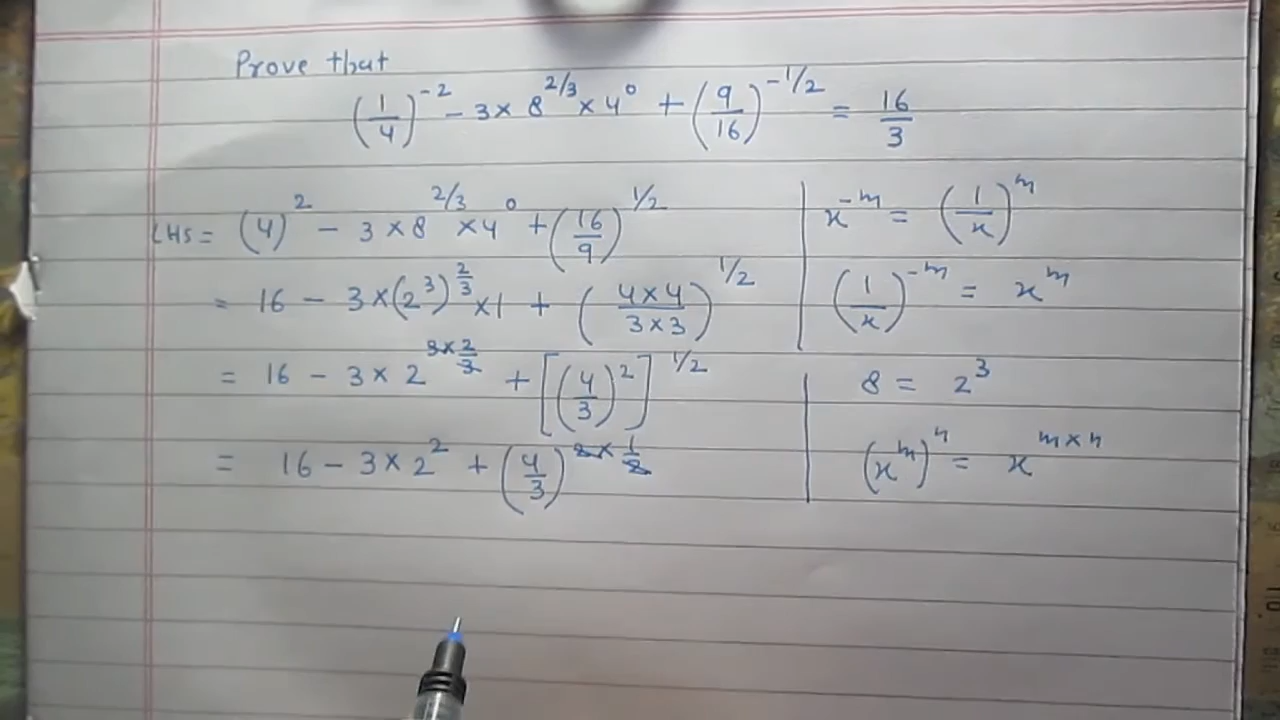 Prove that
(1/4)^-2 - 3 × 8^2/3 × 4^0 + (9/16)^-1/2 = 16/3
LHS = (4)^2 - 3 × 8^2/3 × 4^0 + (16/9)^1/2
= 16 - 3 × (2^3)^2/3 × 1 + (4×4/3×3)^1/2
= 16 - 3 × 2^3×2/3 + [(4/3)^2]^1/2
= 16 - 3 × 2^2 + (4/3)^2×1/2
x^-m = (1/x)^m
(1/x)^-m = x^m
8 = 2^3
(x^m)^n = x^m×n